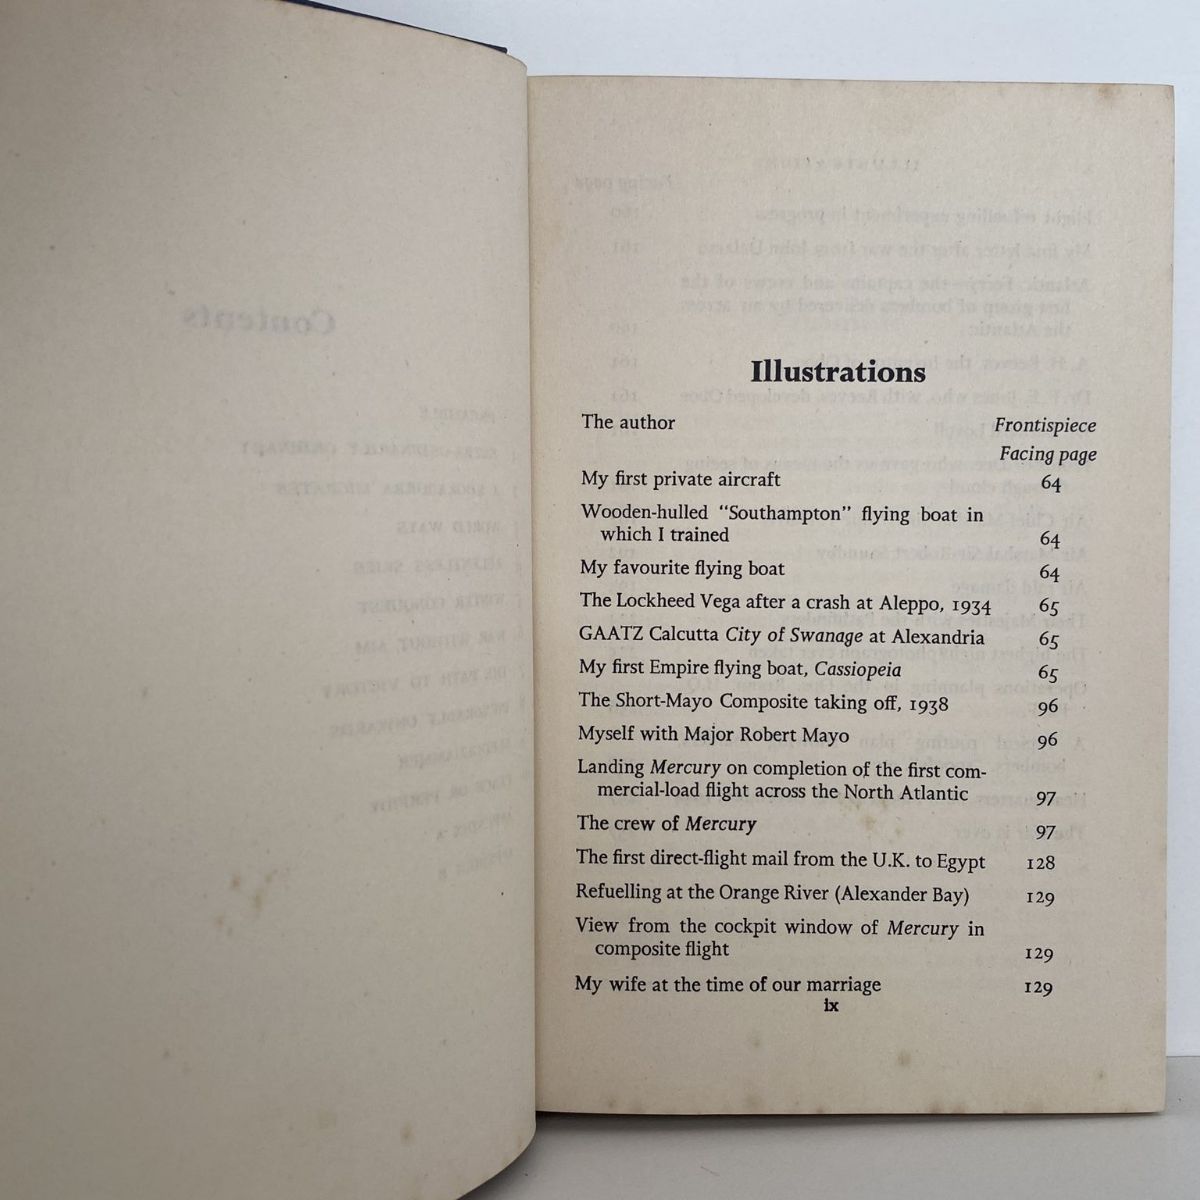 Illustrations
The author Frontispiece
Facing page
My first private aircraft 64
Wooden-hulled “Southampton” flying boat in
which I trained 64
My favourite flying boat 64
The Lockheed Vega after a crash at Aleppo, 1934 65
GAATZ Calcutta City of Swanage at Alexandria 65
My first Empire flying boat, Cassiopeia 65
The Short-Mayo Composite taking off, 1938 96
Myself with Major Robert Mayo 96
Landing Mercury on completion of the first com-
mercial-load flight across the North Atlantic 97
The crew of Mercury 97
The first direct-flight mail from the U.K. to Egypt 128
Refuelling at the Orange River (Alexander Bay) 129
View from the cockpit window of Mercury in
composite flight 129
My wife at the time of our marriage 129
ix